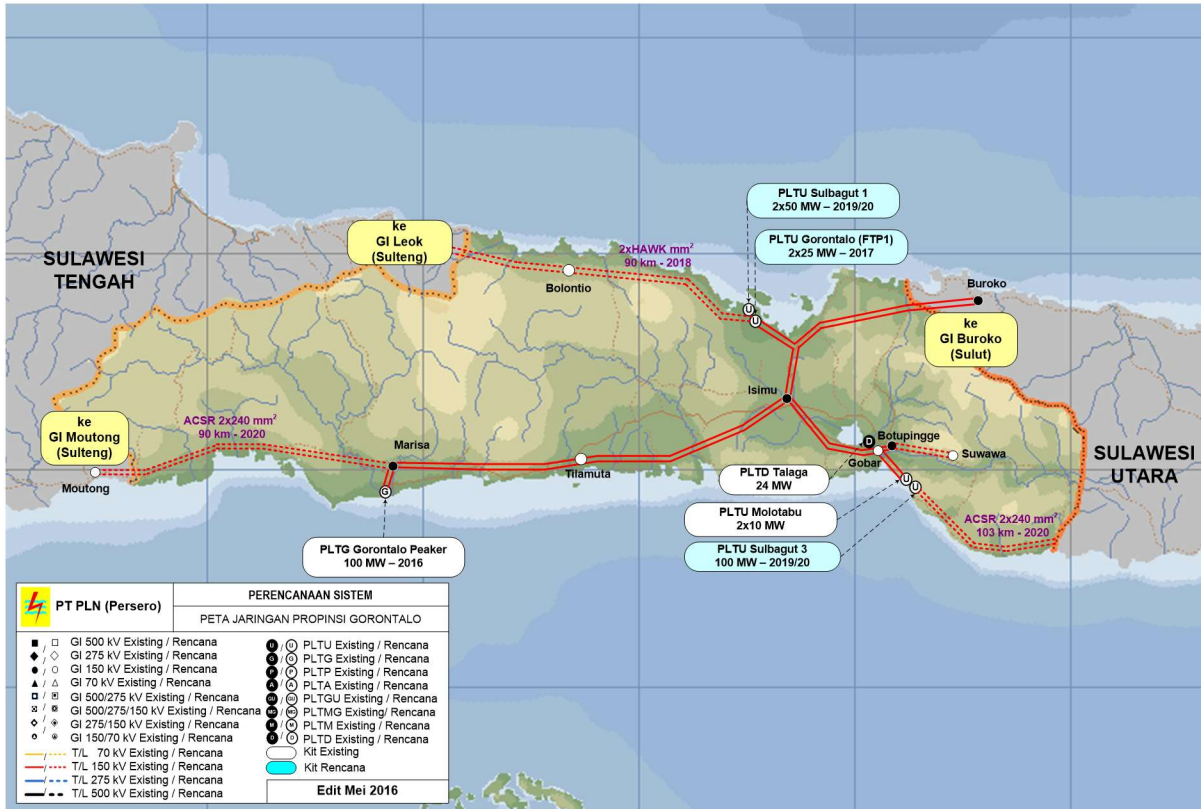 PLTU Sulbagut 1
2x50 MW – 2019/20
PLTU Gorontalo (FTP1)
2x25 MW – 2017
ke
GI Leok
(Sulteng)
2xHAWK mm²
90 km - 2018
SULAWESI
TENGAH
Bolontio
Buroko
U
U
ke
GI Buroko
(Sulut)
Isimu
ke
GI Moutong
(Sulteng)
ACSR 2x240 mm²
90 km - 2020
Marisa
Moutong
Tilamuta
D
Botupingge
Gobar
Suwawa
SULAWESI
UTARA
G
PLTD Talaga
24 MW
U
U
PLTU Molotabu
2x10 MW
ACSR 2x240 mm²
103 km - 2020
PLTG Gorontalo Peaker
100 MW – 2016
PLTU Sulbagut 3
100 MW – 2019/20
PT PLN (Persero)
PERENCANAAN SISTEM
PETA JARINGAN PROPINSI GORONTALO
/ GI 500 kV Existing / Rencana
/ GI 275 kV Existing / Rencana
/ GI 150 kV Existing / Rencana
/ GI 70 kV Existing / Rencana
/ GI 500/275 kV Existing / Rencana
/ GI 500/275/150 kV Existing / Rencana
/ GI 275/150 kV Existing / Rencana
/ GI 150/70 kV Existing / Rencana
/ T/L 70 kV Existing / Rencana
/ T/L 150 kV Existing / Rencana
/ T/L 275 kV Existing / Rencana
/ T/L 500 kV Existing / Rencana
U / U PLTU Existing / Rencana
G / G PLTG Existing / Rencana
P / P PLTP Existing / Rencana
A / A PLTA Existing / Rencana
GU / GU PLTGU Existing / Rencana
MG / MG PLTMG Existing/ Rencana
M / M PLTM Existing / Rencana
D / D PLTD Existing / Rencana
Kit Existing
Kit Rencana
Edit Mei 2016